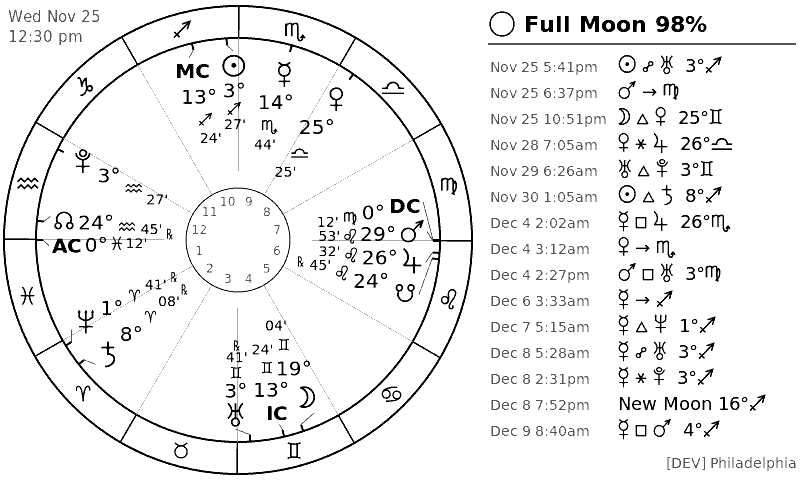 Wed Nov 25
12:30 pm
Full Moon 98%
Nov 25 5:41pm ☉ ☍ ♅ 3°♐
Nov 25 6:37pm ♂ → ♍
Nov 25 10:51pm ☽ △ ♀ 25°♊
Nov 28 7:05am ♀ ⚹ ♃ 26°♎
Nov 29 6:26am ♅ △ ⚘ 3°♊
Nov 30 1:05am ☉ △ ♄ 8°♐
Dec 4 2:02am ☿ □ ♃ 26°♏
Dec 4 3:12am ♀ → ♏
Dec 4 2:27pm ♂ □ ♅ 3°♍
Dec 6 3:33am ☿ → ♐
Dec 7 5:15am ☿ △ ♆ 1°♐
Dec 8 5:28am ☿ ☍ ♅ 3°♐
Dec 8 2:31pm ☿ ⚹ ♇ 3°♐
Dec 8 7:52pm New Moon 16°♐
Dec 9 8:40am ☿ □ ♂ 4°♐
[DEV] Philadelphia
♐
♏
♎
♍
♌
♋
♊
♉
♈
♓
♒
♑
MC
13°
♐
24'
☉
3°
♐
27'
☿
14°
♏
44'
♀
25°
♎
25'
♇ 3° ♒ 27'
☊ 24° ♒ 45' ℞
AC 0° ♓ 12'
♆ 1° ♈ 41' ℞
♄ 8° ♈ 08' ℞
12' ♍ 0° DC
53' ♌ 29° ♂
32' ♌ 26° ♃
℞ 45' ♌ 24° ☋
℞
41'
♊
3°
♅
24'
♊
13°
IC
04'
♊
19°
☽
10 9
11 8
12 7
1 6
2 5
3 4